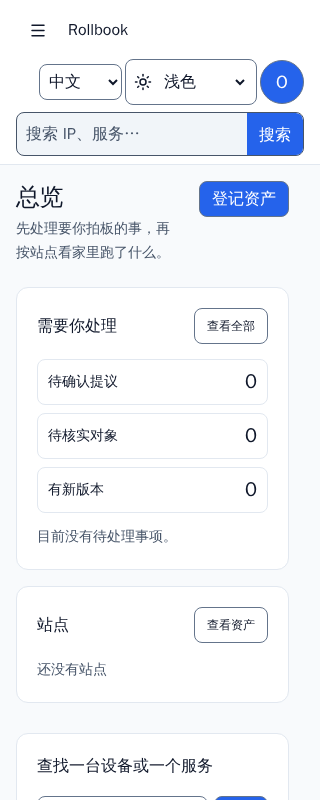 Rollbook
中文
浅色
0
搜索 IP、服务…
搜索
总览
登记资产
先处理要你拍板的事，再
按站点看家里跑了什么。
需要你处理
查看全部
待确认提议
0
待核实对象
0
有新版本
0
目前没有待处理事项。
站点
查看资产
还没有站点
查找一台设备或一个服务